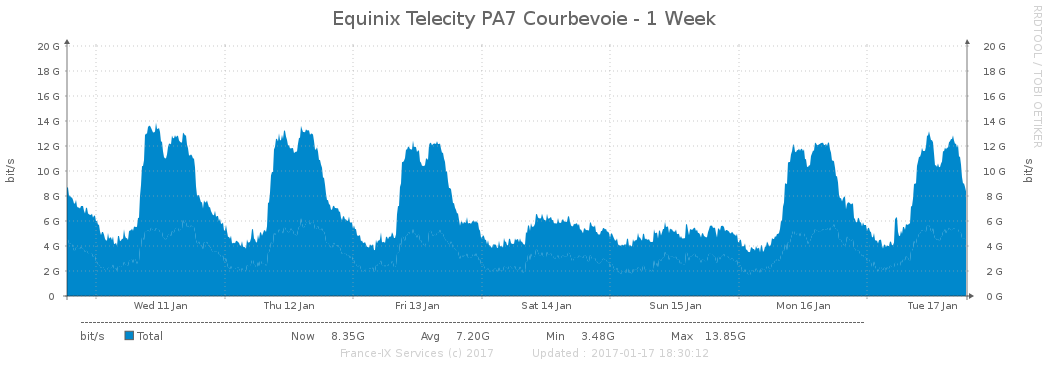 Equinix Telecity PA7 Courbevoie - 1 Week
RRDTOOL / TOBI OETIKER
bit/s
20 G 20 G
18 G 18 G
16 G 16 G
14 G 14 G
12 G 12 G
10 G 10 G
8 G 8 G
6 G 6 G
4 G 4 G
2 G 2 G
0 0 G
bit/s
Wed 11 Jan Thu 12 Jan Fri 13 Jan Sat 14 Jan Sun 15 Jan Mon 16 Jan Tue 17 Jan
bit/s Total Now 8.35G Avg 7.20G Min 3.48G Max 13.85G
France-IX Services (c) 2017 Updated : 2017-01-17 18:30:12